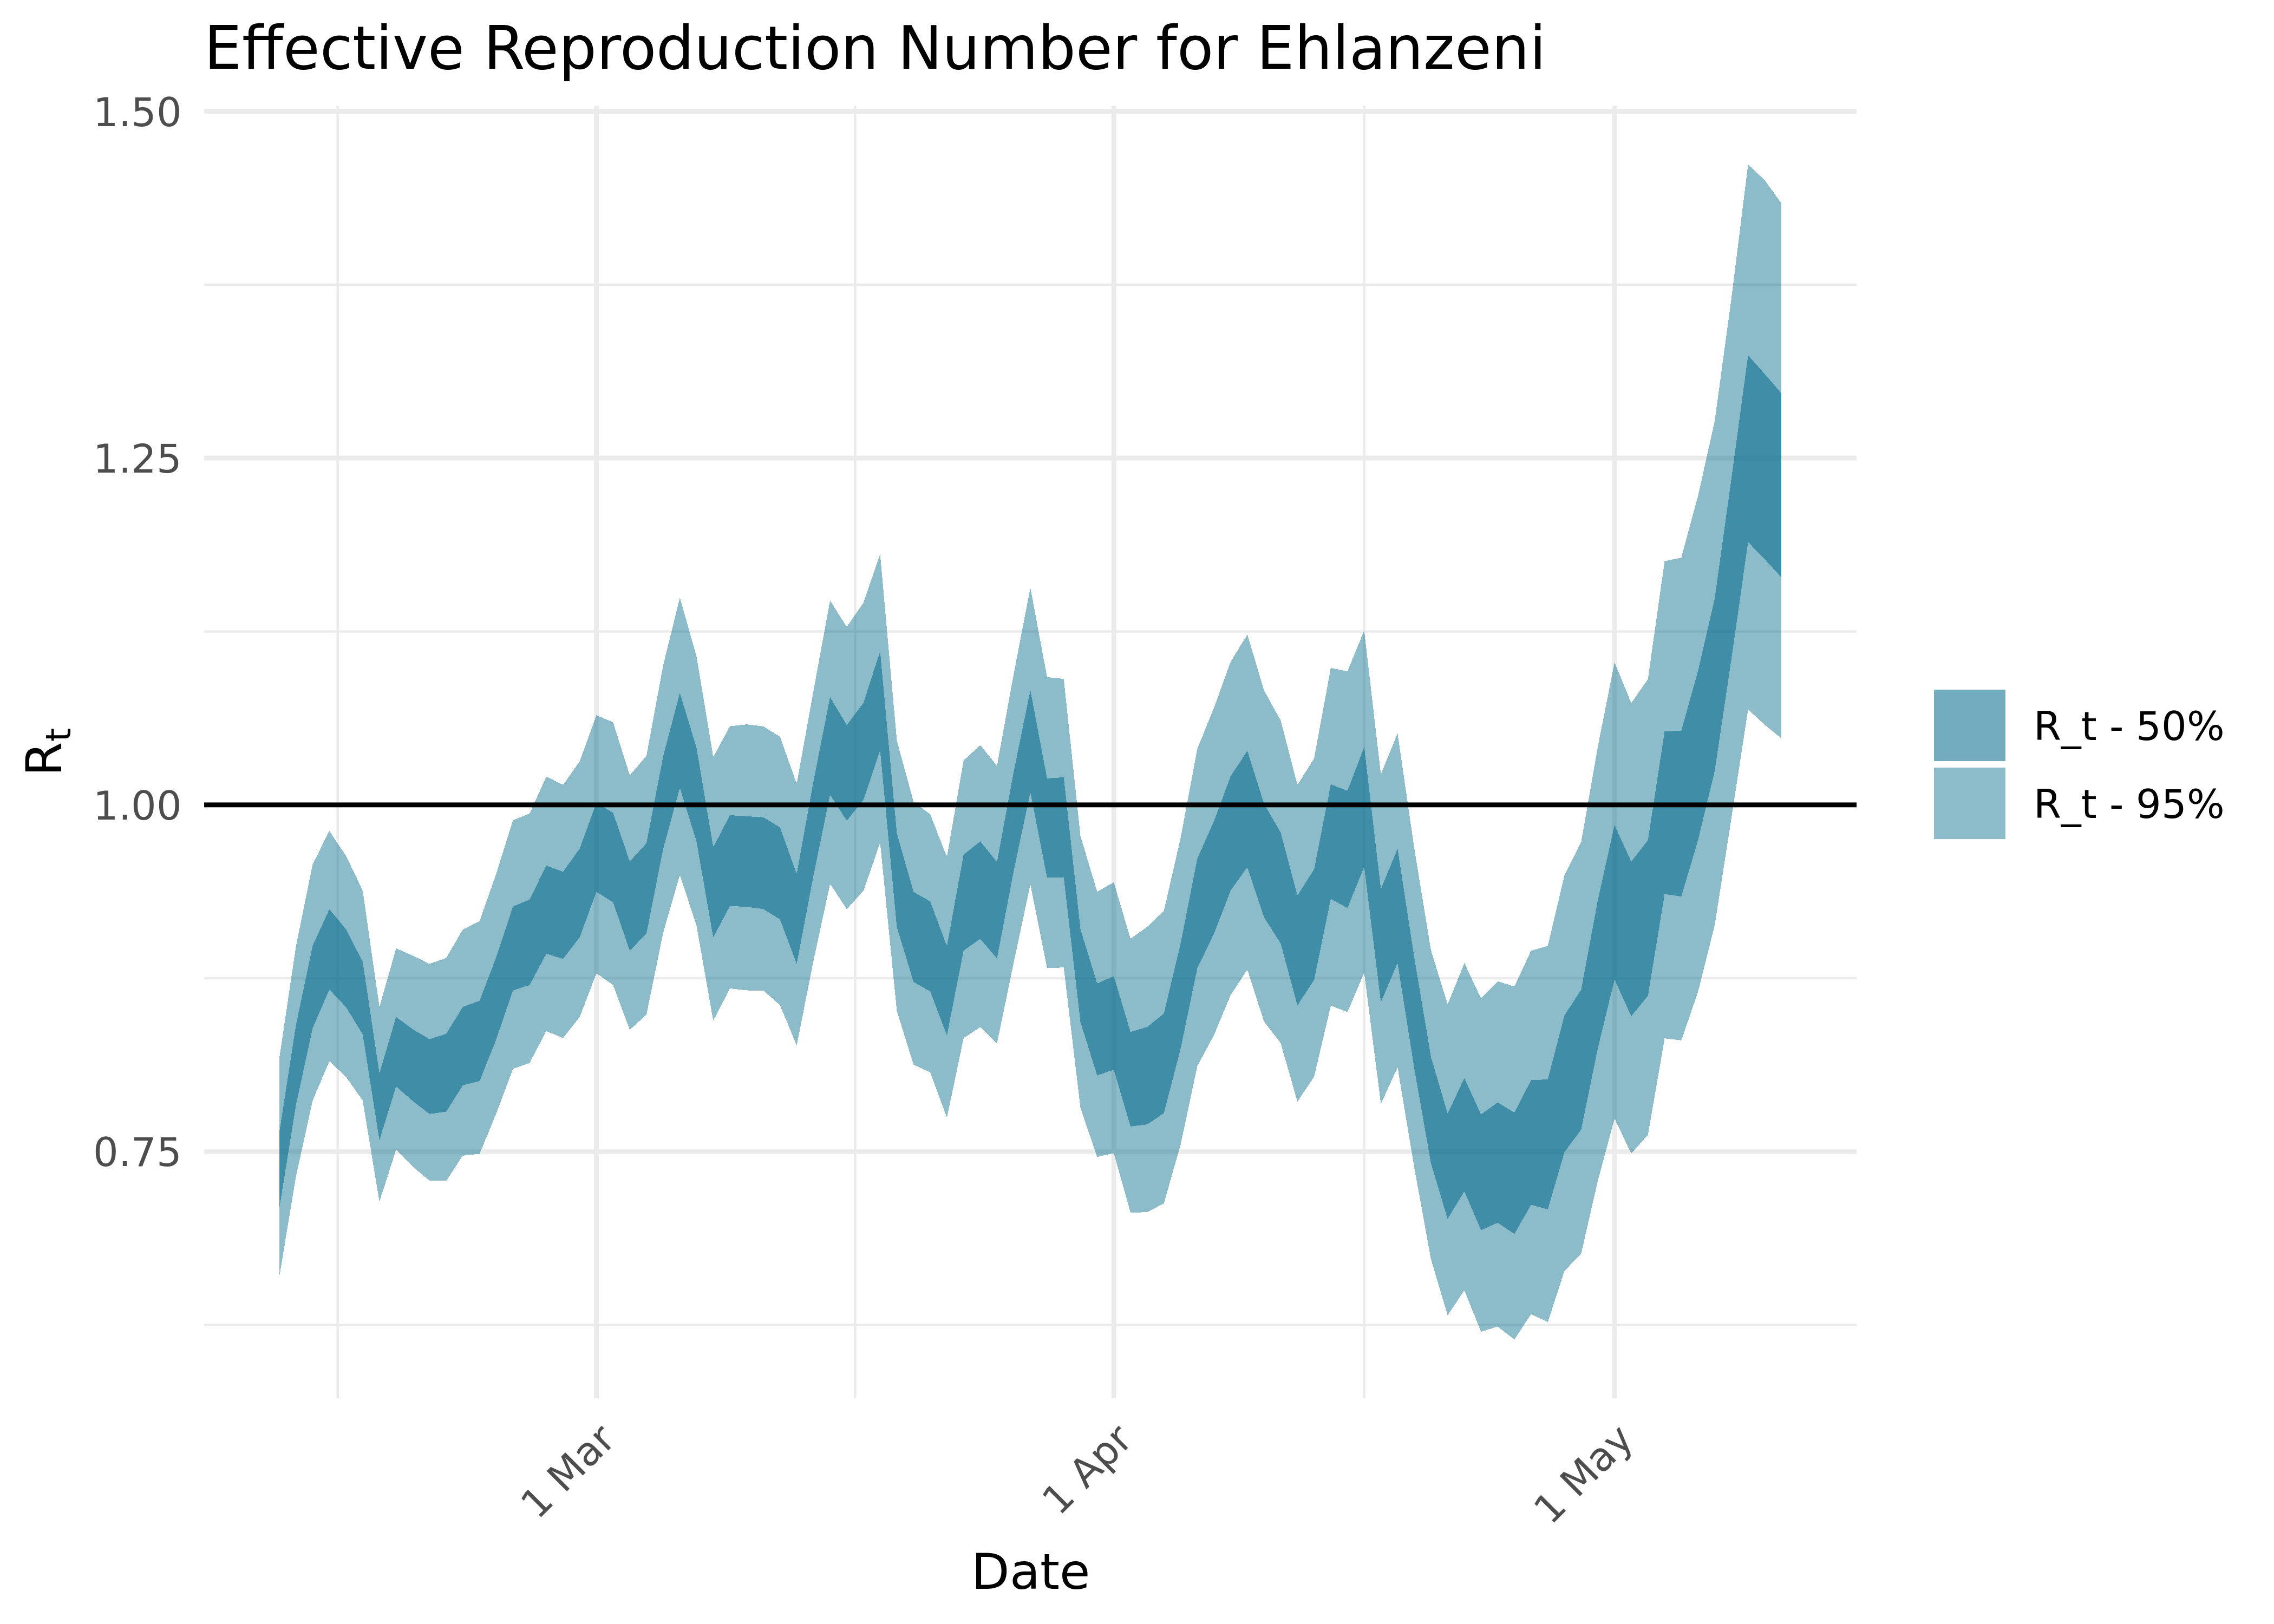 Effective Reproduction Number for Ehlanzeni
1.50
1.25
1.00
0.75
R_t
R_t - 50%
R_t - 95%
1 Mar
1 Apr
1 May
Date